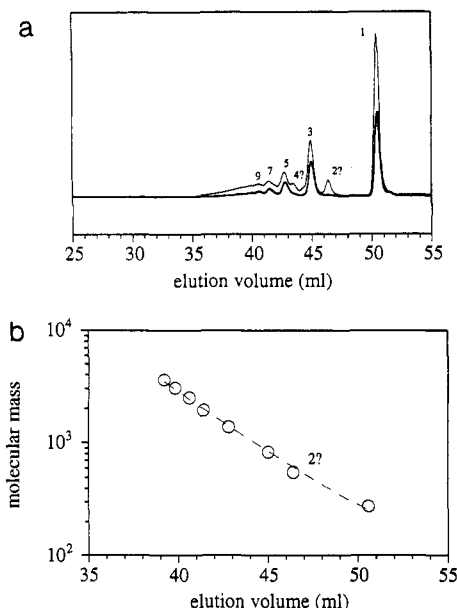 a
1
3
9 7 5 4? 2?
25 30 35 40 45 50 55
elution volume (ml)
b
10^4
10^3
10^2
molecular mass
2?
35 40 45 50 55
elution volume (ml)